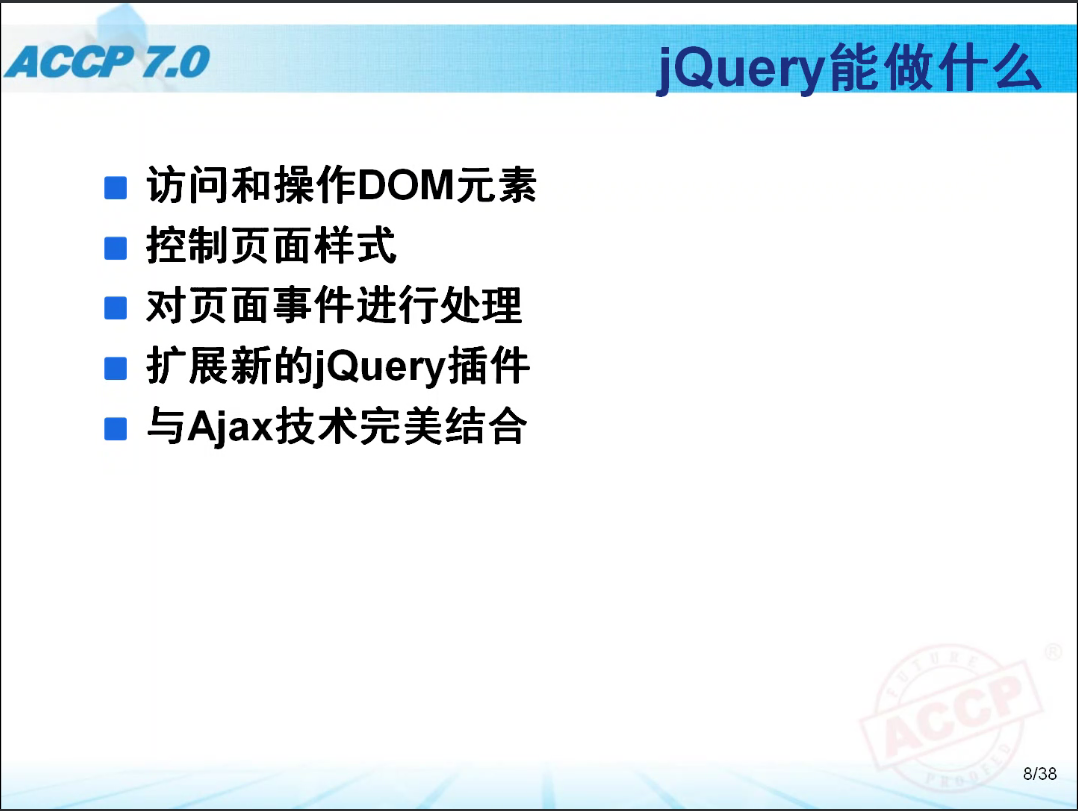 ACCP 7.0
jQuery能做什么
访问和操作DOM元素
控制页面样式
对页面事件进行处理
扩展新的jQuery插件
与Ajax技术完美结合
FUTURE
®
ACCP
PROOFED
8/38